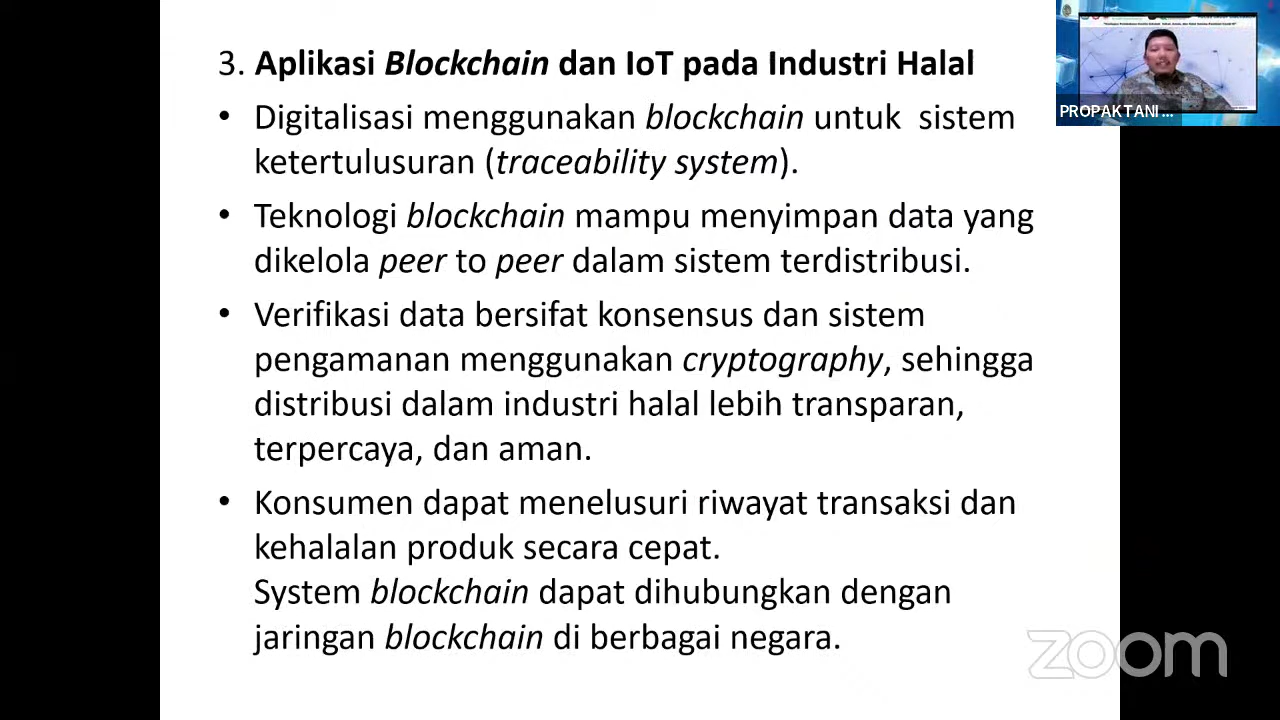 3. Aplikasi Blockchain dan IoT pada Industri Halal
• Digitalisasi menggunakan blockchain untuk sistem
ketertulusuran (traceability system).
• Teknologi blockchain mampu menyimpan data yang
dikelola peer to peer dalam sistem terdistribusi.
• Verifikasi data bersifat konsensus dan sistem
pengamanan menggunakan cryptography, sehingga
distribusi dalam industri halal lebih transparan,
terpercaya, dan aman.
• Konsumen dapat menelusuri riwayat transaksi dan
kehalalan produk secara cepat.
System blockchain dapat dihubungkan dengan
jaringan blockchain di berbagai negara.
PROPAKTANI ...
zoom